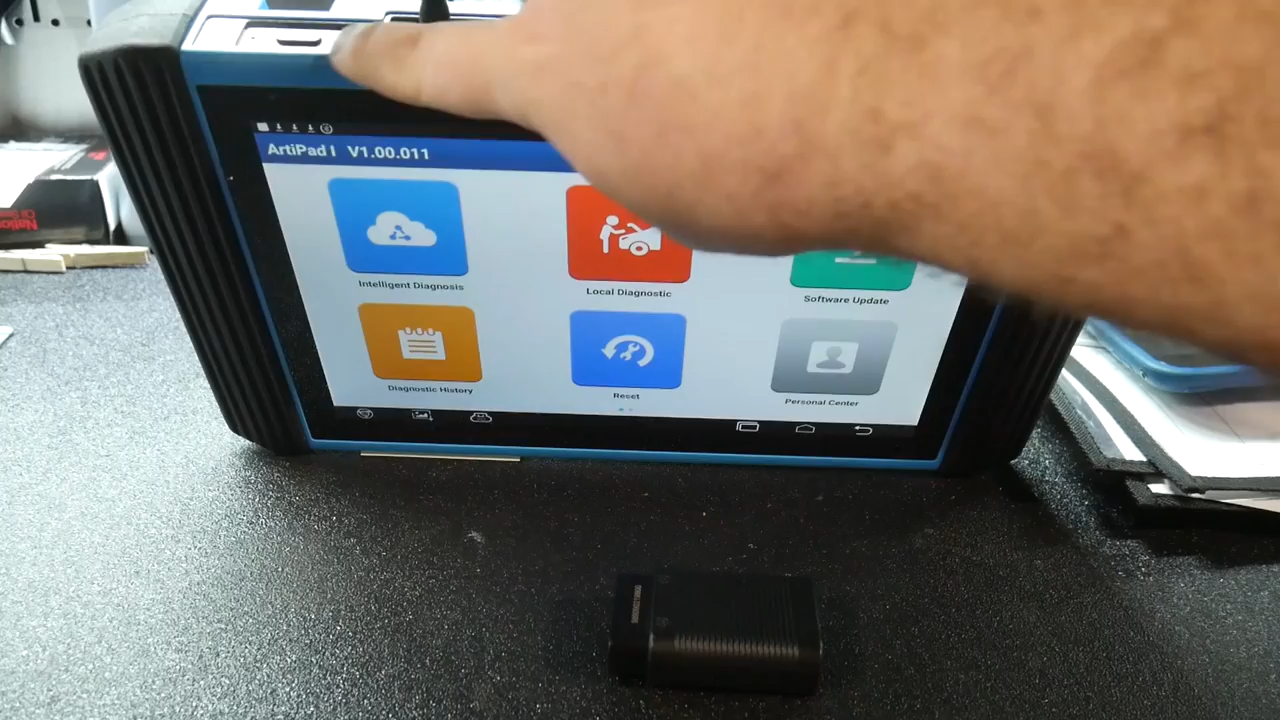 ArtiPad I V1.00.011
Intelligent Diagnosis
Local Diagnostic
Software Update
Diagnostic History
Reset
Personal Center